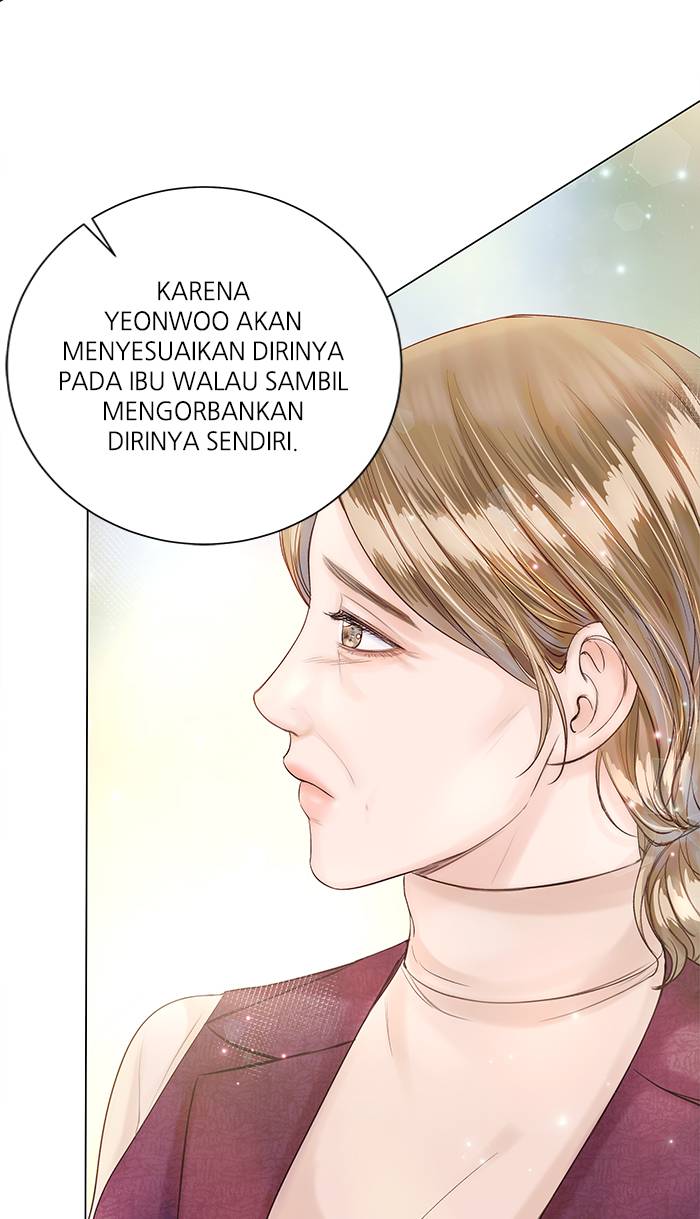 KARENA
YEONWOO AKAN
MENYESUAIKAN DIRINYA
PADA IBU WALAU SAMBIL
MENGORBANKAN
DIRINYA SENDIRI.